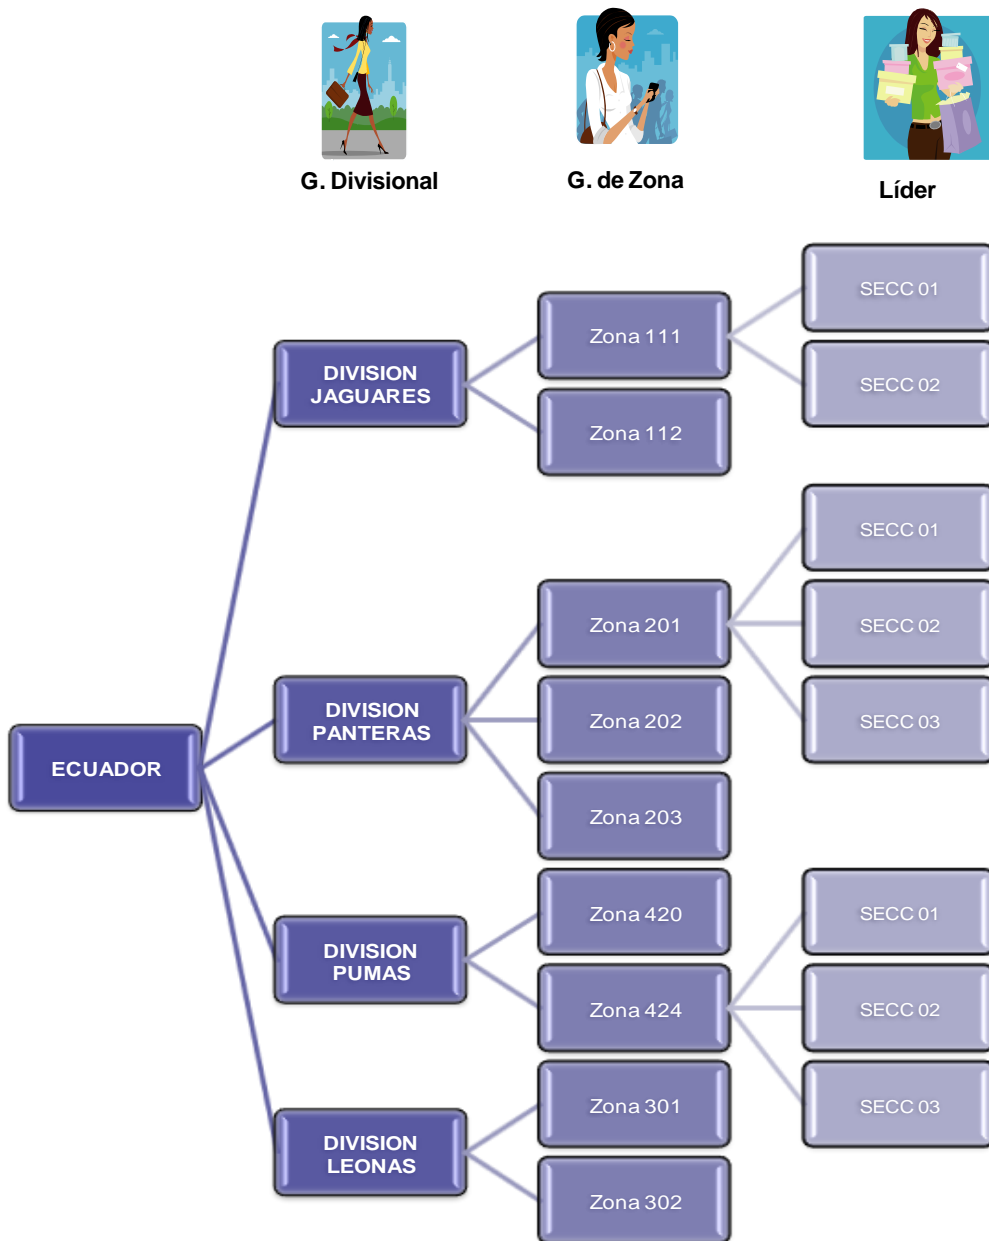 G. Divisional
G. de Zona
Líder
ECUADOR
DIVISION
JAGUARES
Zona 111
SECC 01
SECC 02
Zona 112
DIVISION
PANTERAS
Zona 201
SECC 01
SECC 02
SECC 03
Zona 202
Zona 203
DIVISION
PUMAS
Zona 420
Zona 424
SECC 01
SECC 02
SECC 03
DIVISION
LEONAS
Zona 301
Zona 302